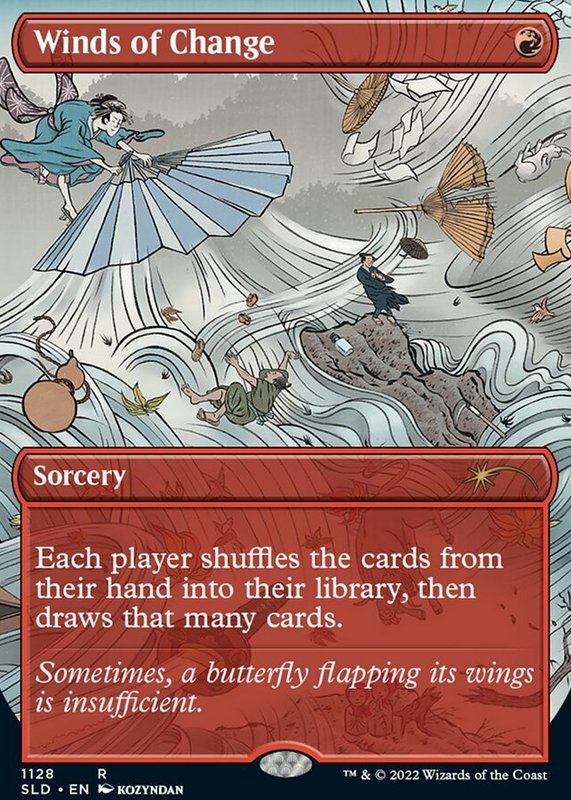 Winds of Change
Sorcery
Each player shuffles the cards from
their hand into their library, then
draws that many cards.
Sometimes, a butterfly flapping its wings
is insufficient.
1128 R
SLD • EN KOZYNDAN
™ & © 2022 Wizards of the Coast